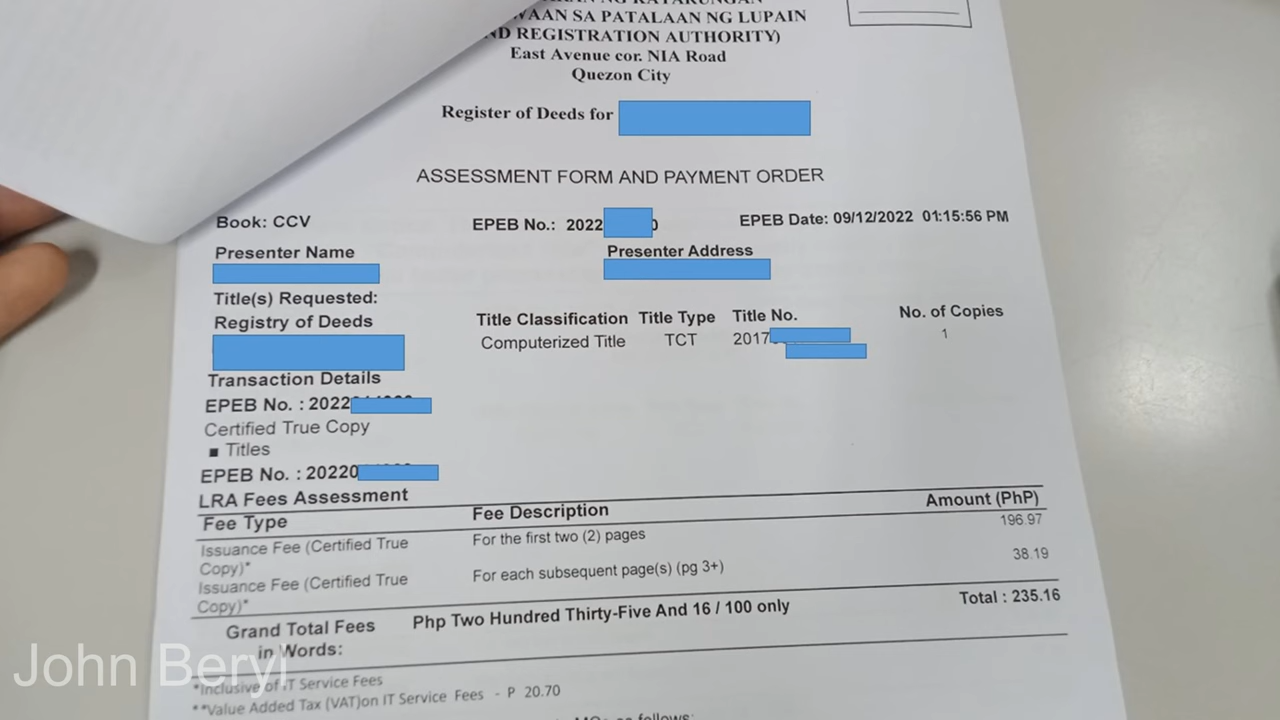 WAAN SA PATALAAN NG LUPAIN
ND REGISTRATION AUTHORITY)
East Avenue cor. NIA Road
Quezon City
Register of Deeds for
ASSESSMENT FORM AND PAYMENT ORDER
Book: CCV EPEB No.: 2022 0 EPEB Date: 09/12/2022 01:15:56 PM
Presenter Name Presenter Address
Title(s) Requested:
Registry of Deeds Title Classification Title Type Title No. No. of Copies
Computerized Title TCT 2017 1
Transaction Details
EPEB No. : 2022
Certified True Copy
■ Titles
EPEB No. : 20220
LRA Fees Assessment
Fee Type Fee Description Amount (PhP)
Issuance Fee (Certified True For the first two (2) pages 196.97
Copy)*
Issuance Fee (Certified True For each subsequent page(s) (pg 3+) 38.19
Copy)*
Grand Total Fees Php Two Hundred Thirty-Five And 16 / 100 only Total : 235.16
in Words:
*Inclusive of IT Service Fees
**Value Added Tax (VAT)on IT Service Fees - P 20.70
as follows:
John Beryl